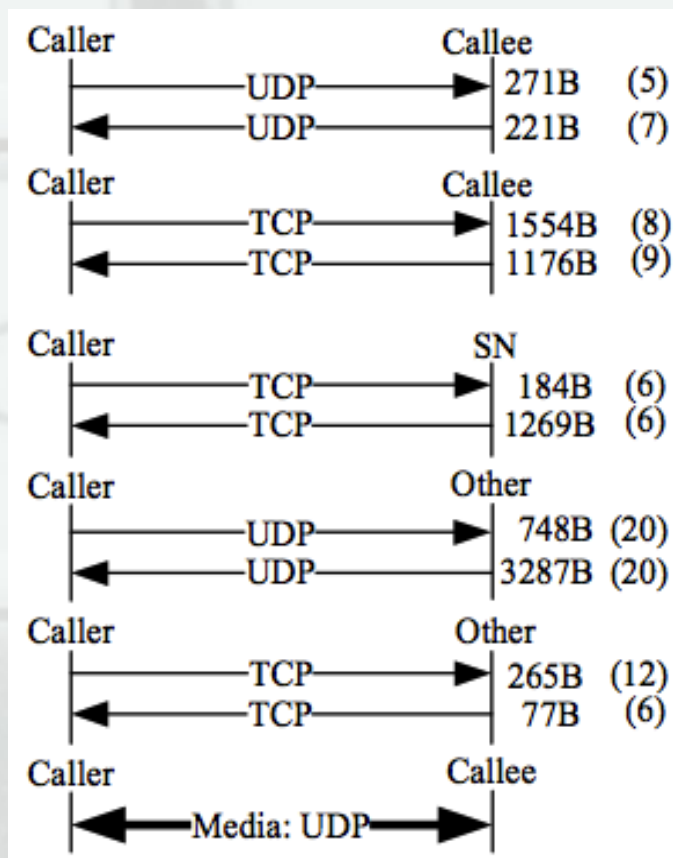 Caller Callee
UDP 271B (5)
UDP 221B (7)
Caller Callee
TCP 1554B (8)
TCP 1176B (9)
Caller SN
TCP 184B (6)
TCP 1269B (6)
Caller Other
UDP 748B (20)
UDP 3287B (20)
Caller Other
TCP 265B (12)
TCP 77B (6)
Caller Callee
Media: UDP